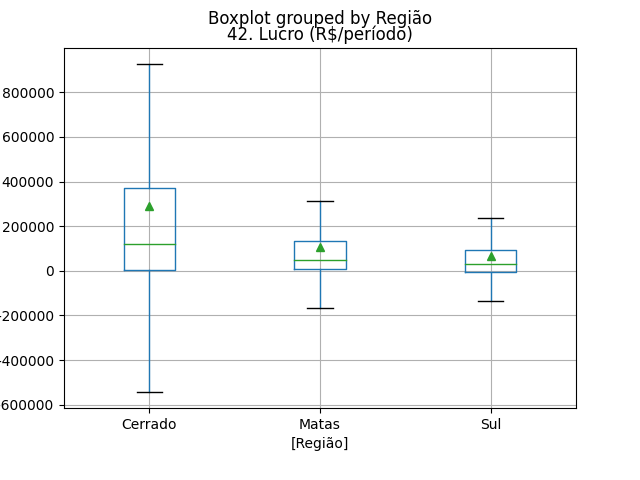 Boxplot grouped by Região
42. Lucro (R$/período)
800000
600000
400000
200000
0
200000
400000
600000
Cerrado Matas Sul
[Região]